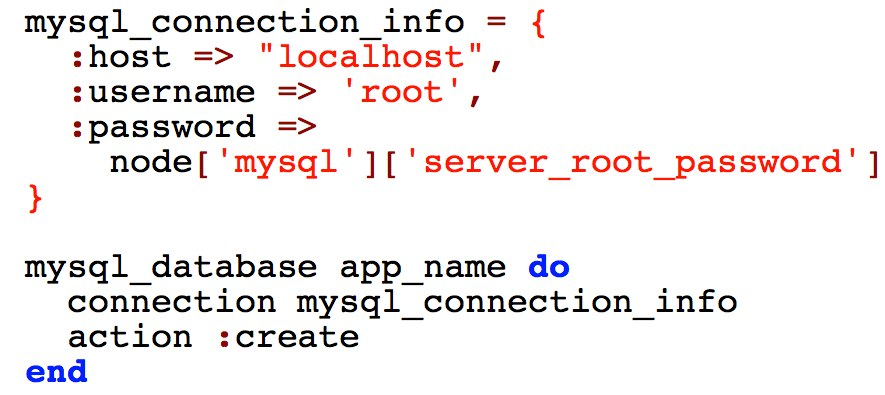 mysql_connection_info = {
  :host => "localhost",
  :username => 'root',
  :password =>
    node['mysql']['server_root_password']
}

mysql_database app_name do
  connection mysql_connection_info
  action :create
end